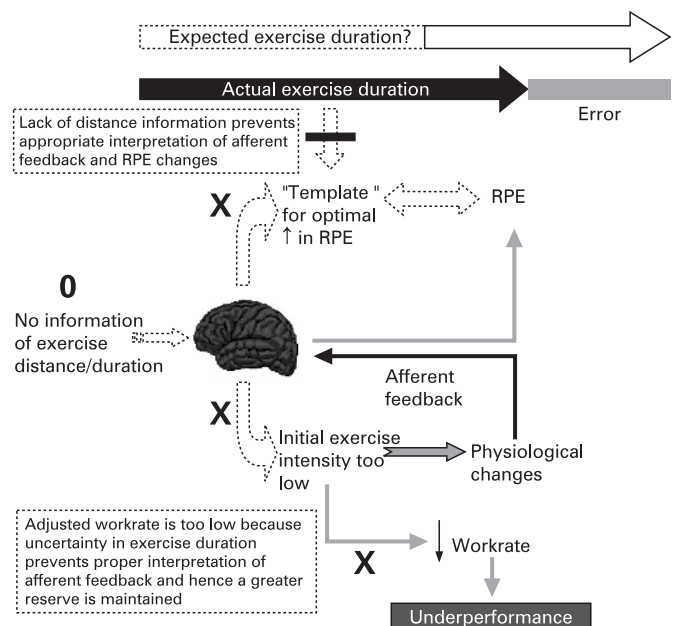 Expected exercise duration?
Actual exercise duration
Error
Lack of distance information prevents
appropriate interpretation of afferent
feedback and RPE changes
X
"Template "
for optimal
↑ in RPE
RPE
0
No information
of exercise
distance/duration
Afferent
feedback
X
Initial exercise
intensity too
low
Physiological
changes
Adjusted workrate is too low because
uncertainty in exercise duration
prevents proper interpretation of
afferent feedback and hence a greater
reserve is maintained
X
↓ Workrate
Underperformance